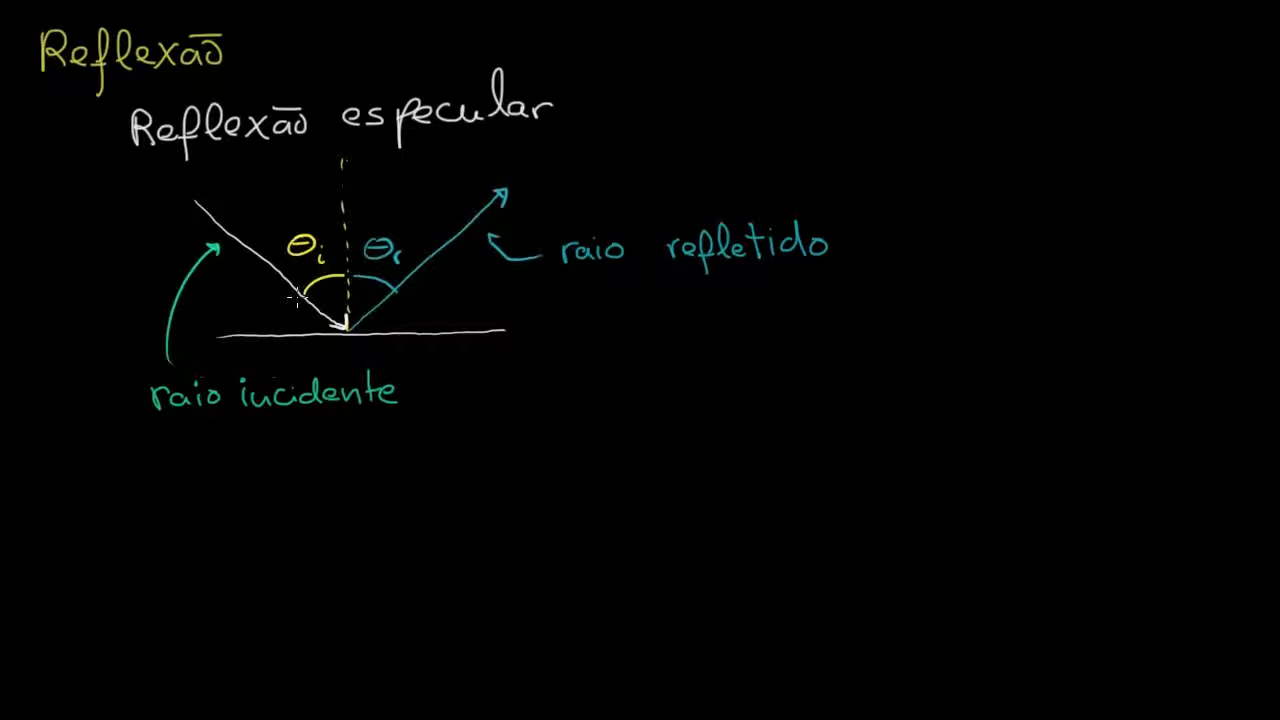 Reflexão
Reflexão especular
θi θr
raio refletido
raio incidente